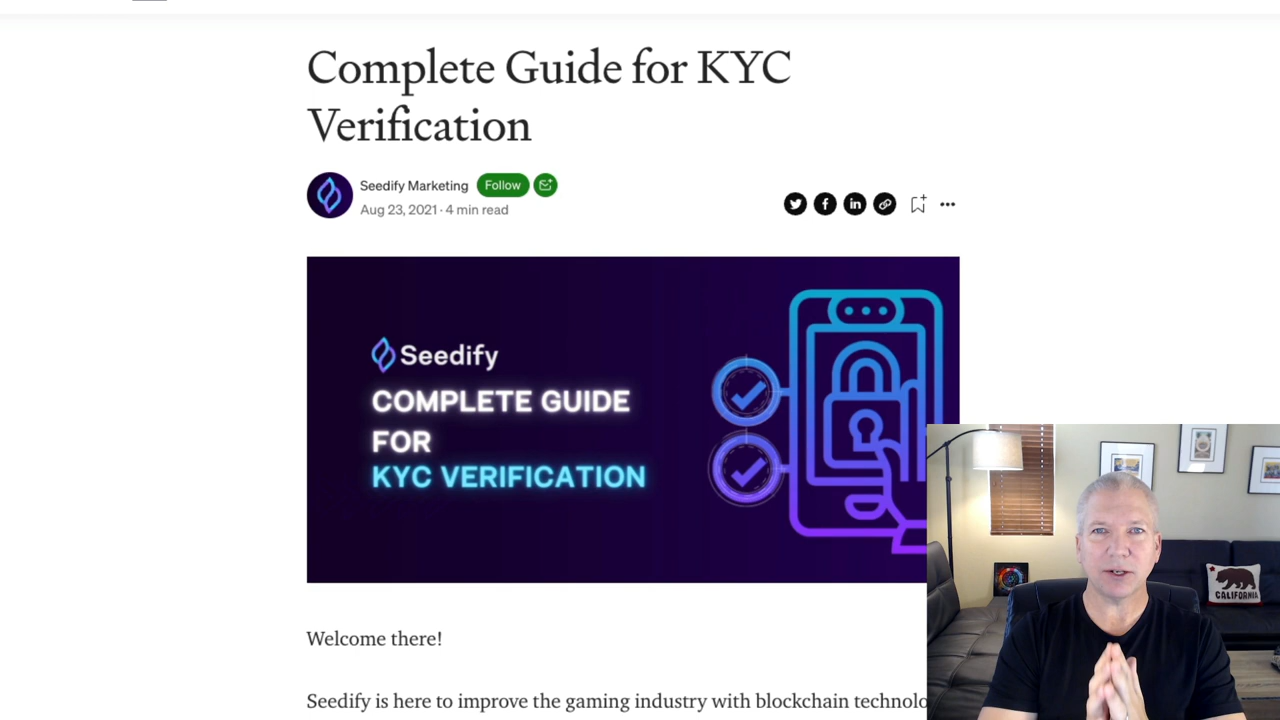 Complete Guide for KYC
Verification
Seedify Marketing Follow
Aug 23, 2021 · 4 min read
Seedify
COMPLETE GUIDE
FOR
KYC VERIFICATION
Welcome there!
Seedify is here to improve the gaming industry with blockchain technolo
CALIFORNIA